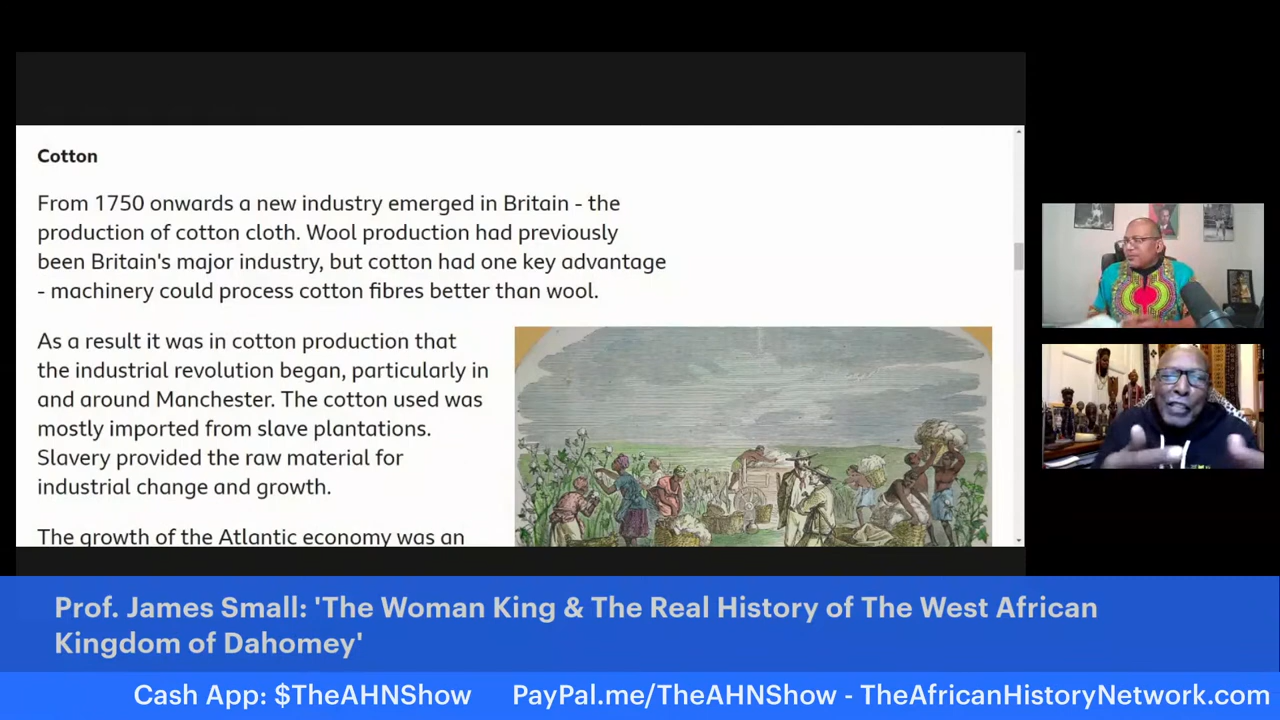 Cotton
From 1750 onwards a new industry emerged in Britain - the
production of cotton cloth. Wool production had previously
been Britain's major industry, but cotton had one key advantage
- machinery could process cotton fibres better than wool.
As a result it was in cotton production that
the industrial revolution began, particularly in
and around Manchester. The cotton used was
mostly imported from slave plantations.
Slavery provided the raw material for
industrial change and growth.
The growth of the Atlantic economy was an
Prof. James Small: 'The Woman King & The Real History of The West African
Kingdom of Dahomey'
Cash App: $TheAHNShow PayPal.me/TheAHNShow - TheAfricanHistoryNetwork.com